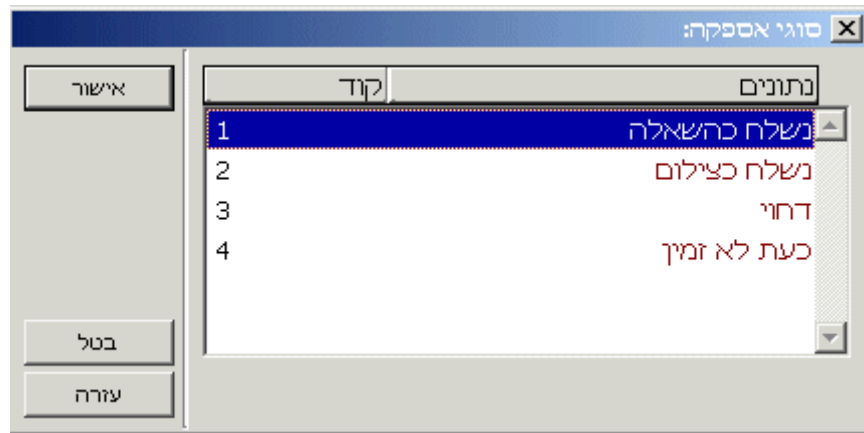 סוגי אספקה:
נתונים קוד
נשלח כהשאלה 1
נשלח כצילום 2
דחוי 3
כעת לא זמין 4
אישור
בטל
עזרה